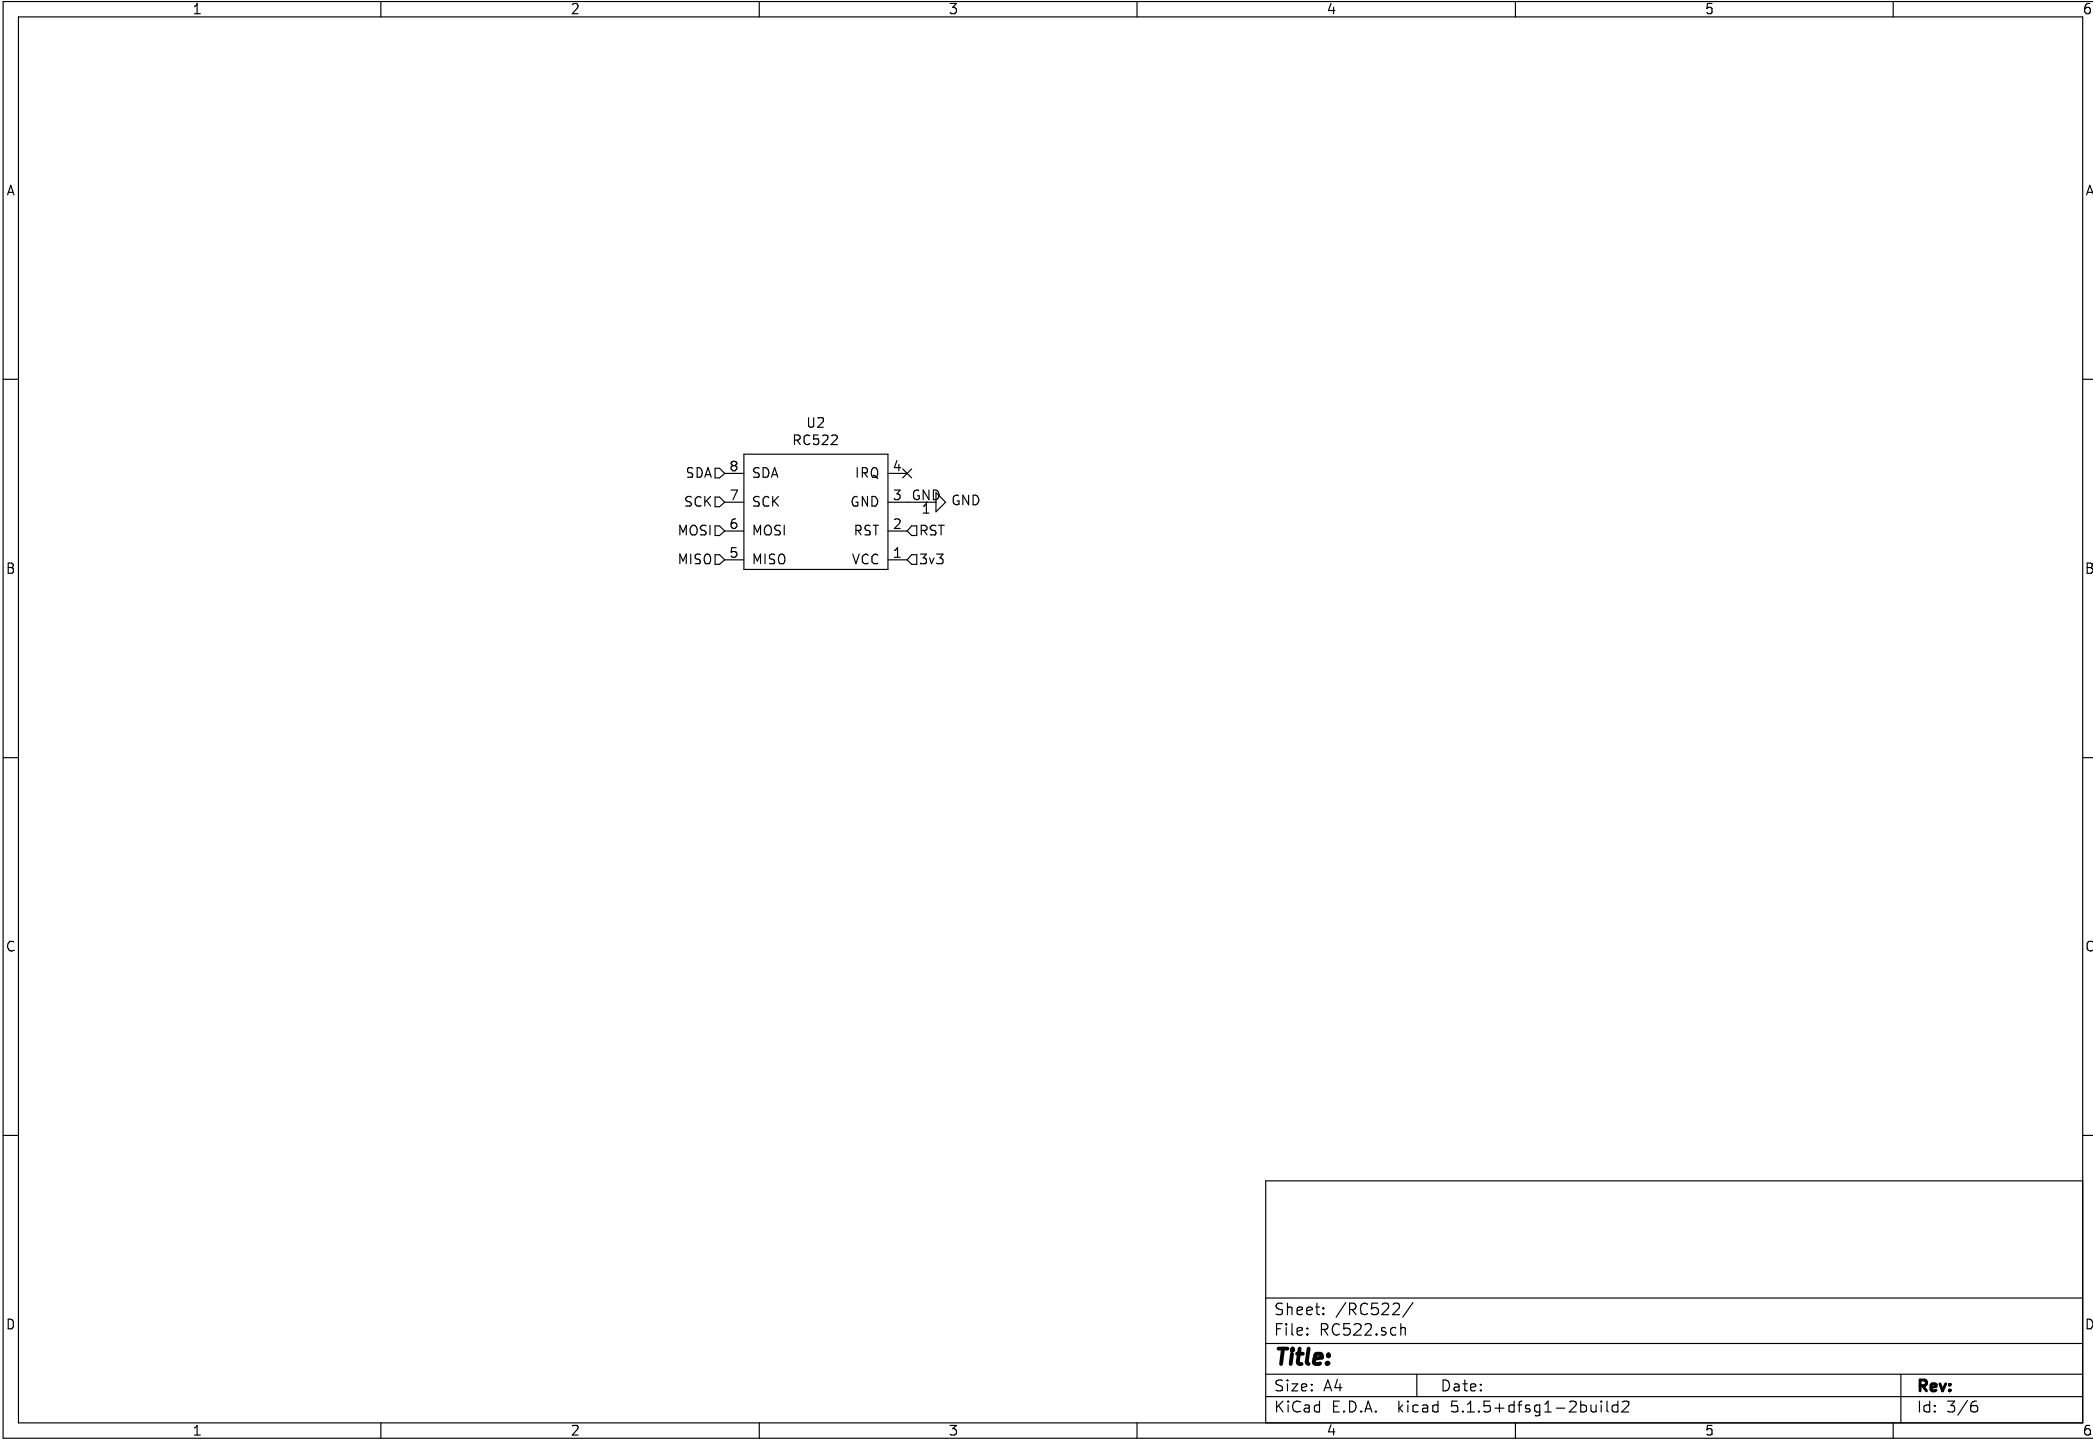 1 2 3 4 5 6
A A
U2
RC522
SDA 8 SDA IRQ 4
SCK 7 SCK GND 3 GND 1 GND
MOSI 6 MOSI RST 2 RST
MISO 5 MISO VCC 1 3v3
B B
C C
Sheet: /RC522/
D File: RC522.sch D
Title:
Size: A4 Date: Rev:
KiCad E.D.A. kicad 5.1.5+dfsg1-2build2 Id: 3/6
1 2 3 4 5 6